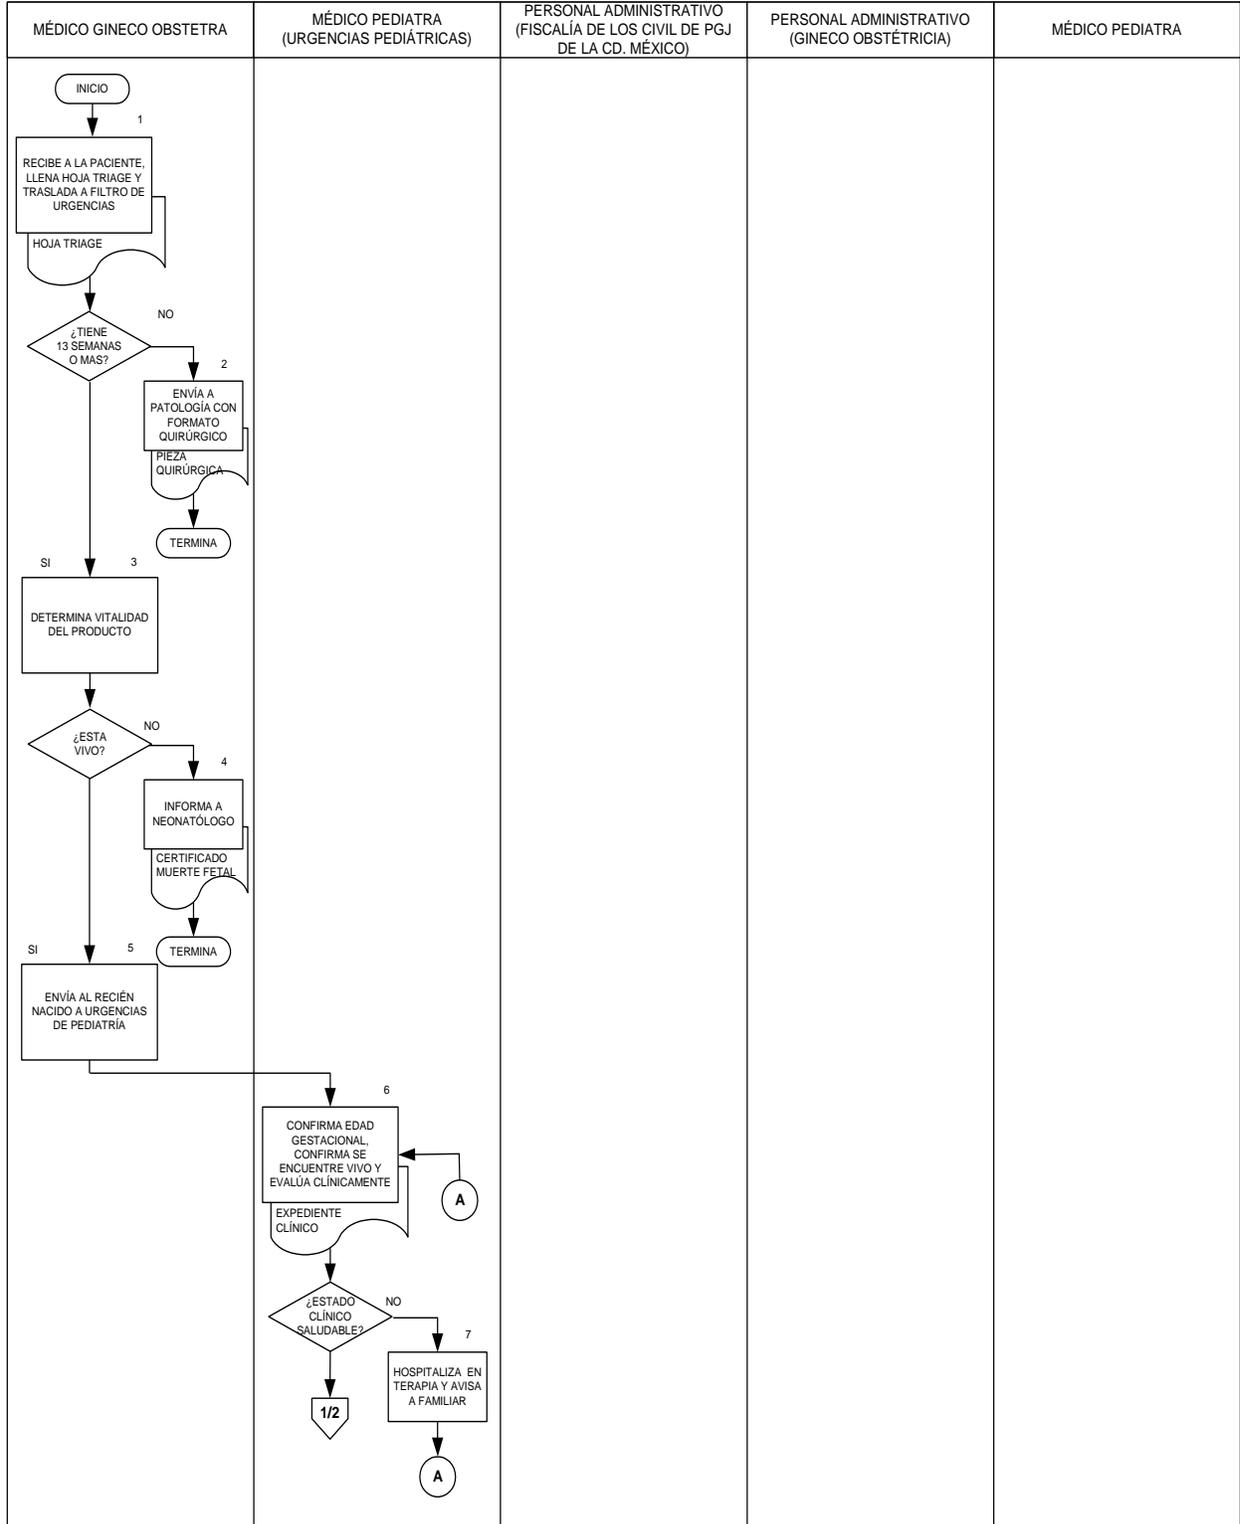 MÉDICO GINECO OBSTETRA
MÉDICO PEDIATRA
(URGENCIAS PEDIÁTRICAS)
PERSONAL ADMINISTRATIVO
(FISCALÍA DE LOS CIVIL DE PGJ
DE LA CD. MÉXICO)
PERSONAL ADMINISTRATIVO
(GINECO OBSTÉTRICIA)
MÉDICO PEDIATRA
INICIO
1
RECIBE A LA PACIENTE,
LLENA HOJA TRIAGE Y
TRASLADA A FILTRO DE
URGENCIAS
HOJA TRIAGE
NO
¿TIENE
13 SEMANAS
O MAS?
2
ENVÍA A
PATOLOGÍA CON
FORMATO
QUIRÚRGICO
PIEZA
QUIRÚRGICA
TERMINA
SI
3
DETERMINA VITALIDAD
DEL PRODUCTO
NO
¿ESTA
VIVO?
4
INFORMA A
NEONATÓLOGO
CERTIFICADO
MUERTE FETAL
TERMINA
SI
5
ENVÍA AL RECIÉN
NACIDO A URGENCIAS
DE PEDIATRÍA
6
CONFIRMA EDAD
GESTACIONAL,
CONFIRMA SE
ENCUENTRE VIVO Y
EVALÚA CLÍNICAMENTE
A
EXPEDIENTE
CLÍNICO
¿ESTADO
CLÍNICO
SALUDABLE?
NO
7
HOSPITALIZA EN
TERAPIA Y AVISA
A FAMILIAR
1/2
A